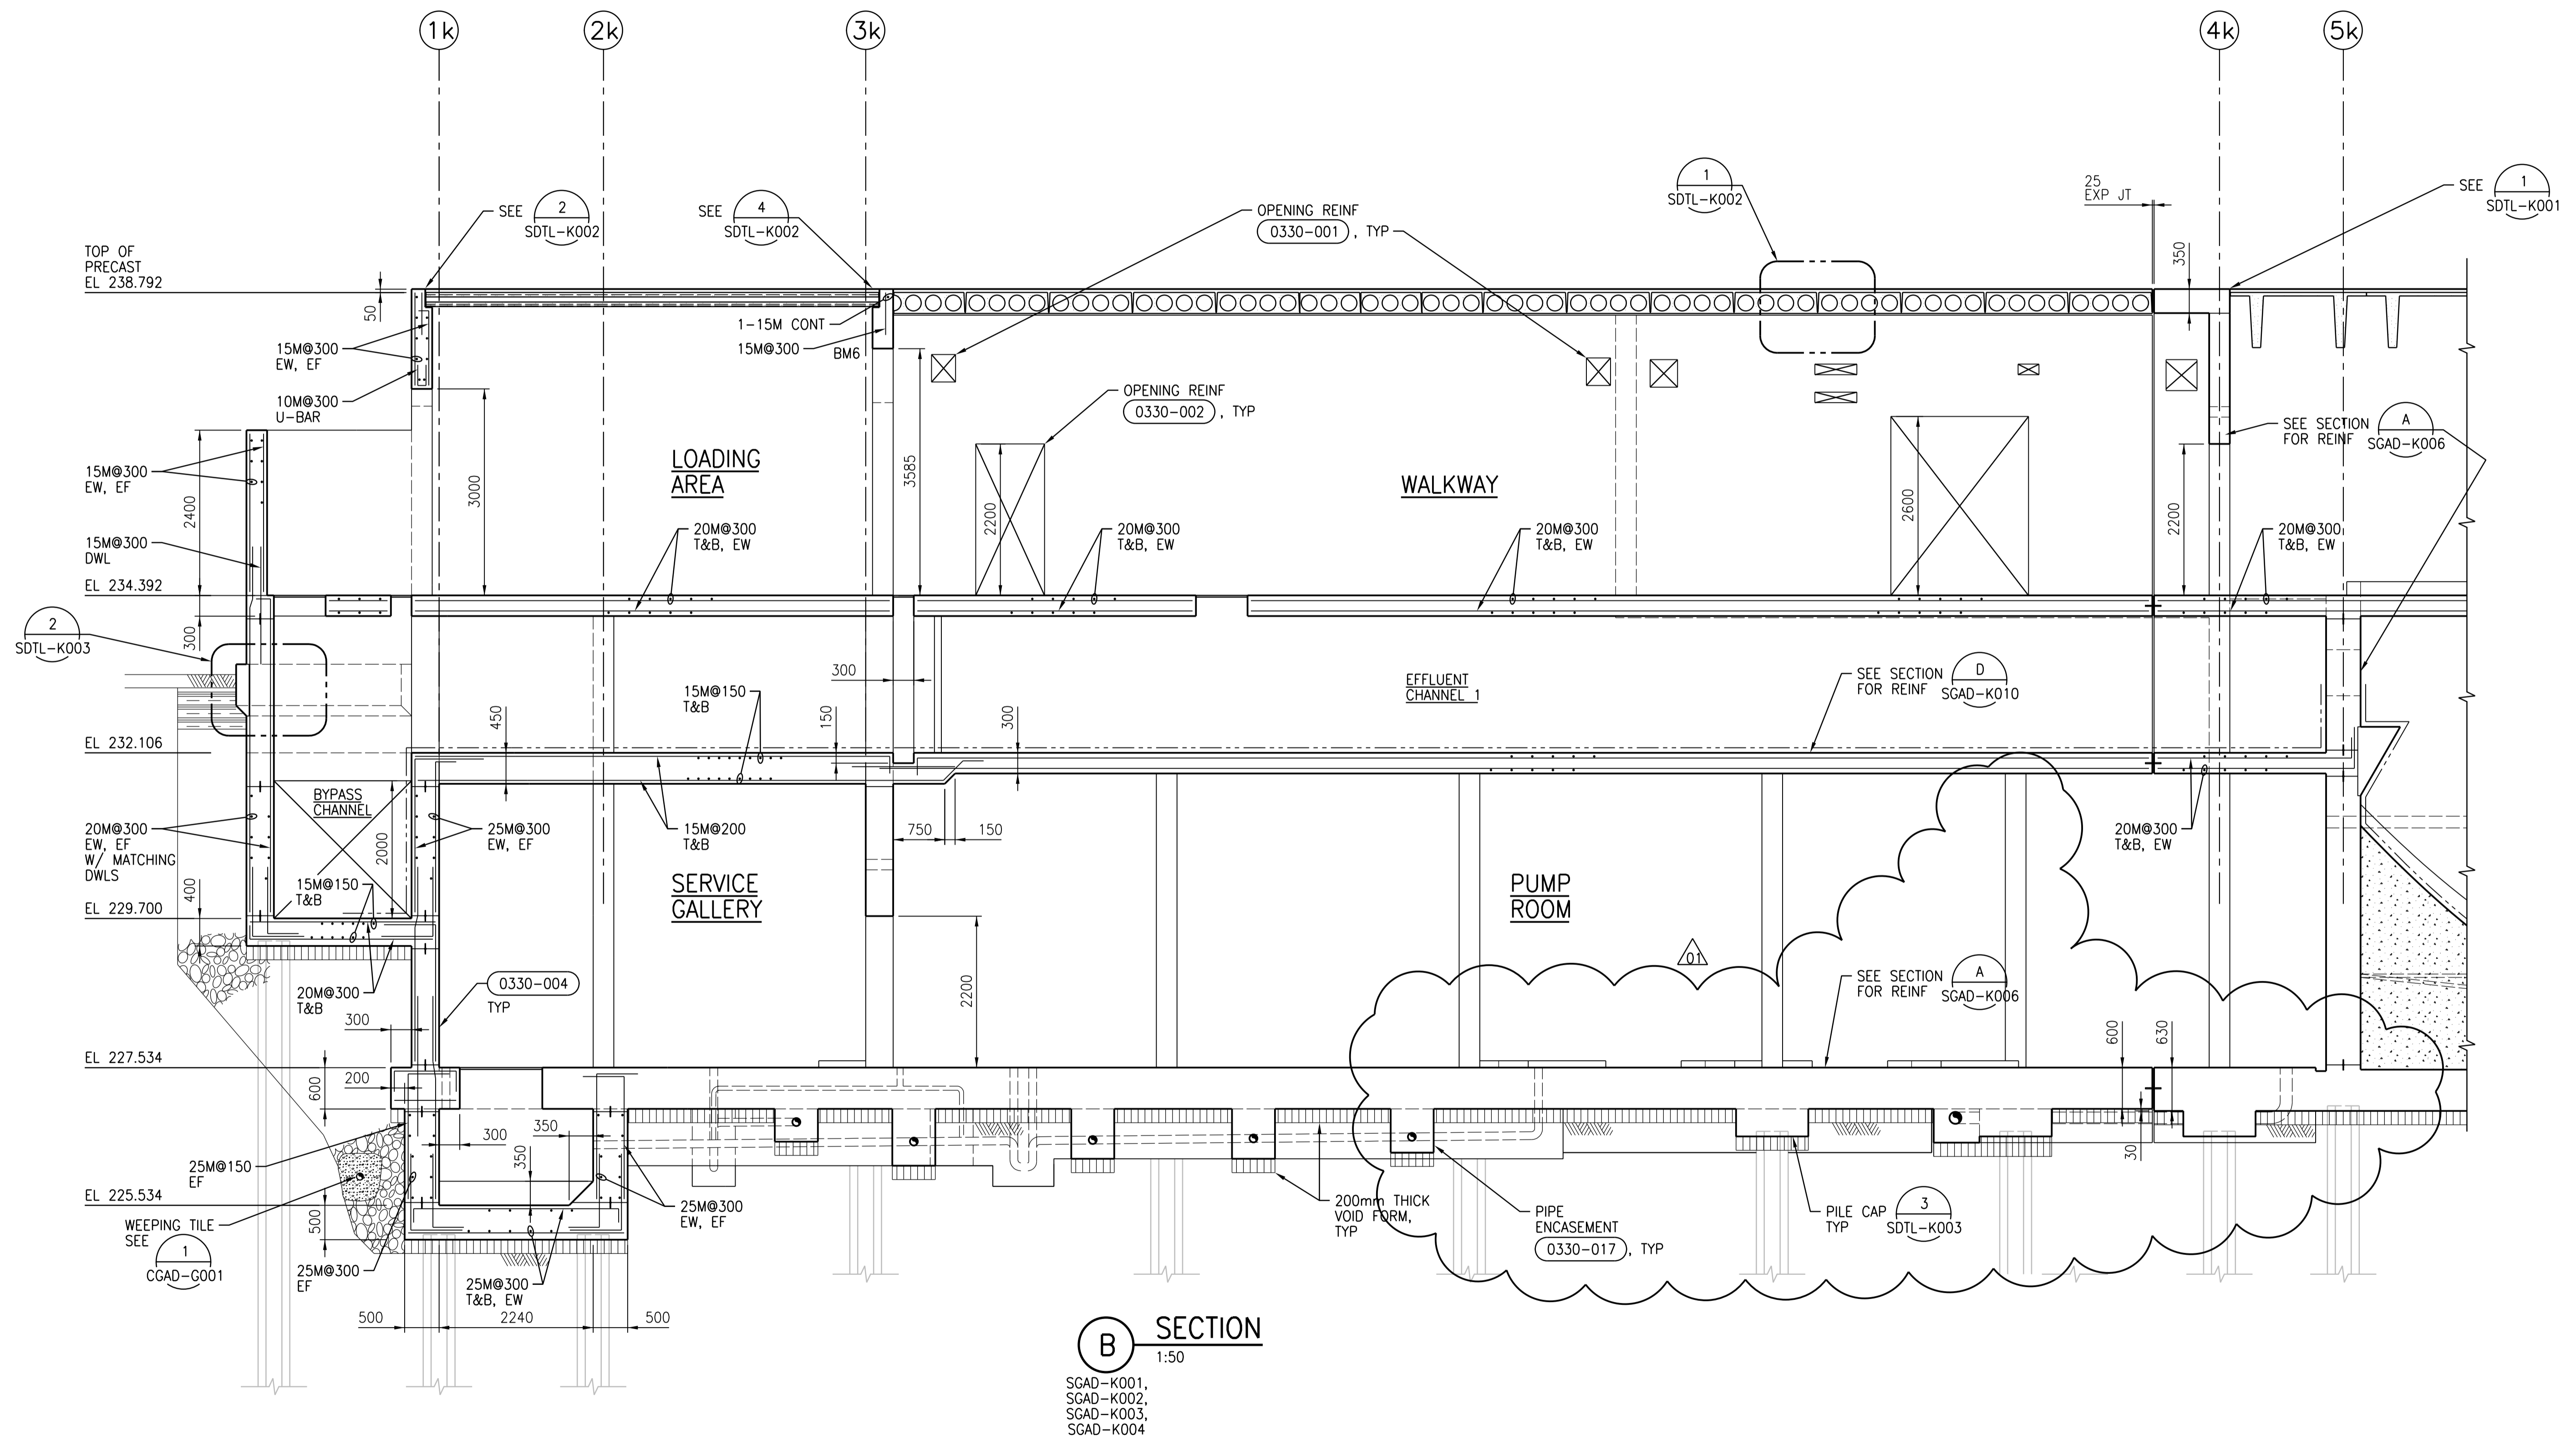 1k
2k
3k
4k
5k
SEE
2
SDTL-K002
SEE
4
SDTL-K002
OPENING REINF
0330-001 , TYP
1
SDTL-K002
25
EXP JT
SEE
1
SDTL-K001
TOP OF
PRECAST
EL 238.792
50
350
15M@300
EW, EF
10M@300
U-BAR
1-15M CONT
15M@300
BM6
OPENING REINF
0330-002 , TYP
SEE SECTION
FOR REINF
A
SGAD-K006
15M@300
EW, EF
2400
3000
LOADING
AREA
3585
2200
WALKWAY
2600
2200
15M@300
DWL
20M@300
T&B, EW
20M@300
T&B, EW
20M@300
T&B, EW
20M@300
T&B, EW
EL 234.392
300
2
SDTL-K003
300
15M@150
T&B
450
150
300
EFFLUENT
CHANNEL 1
SEE SECTION
FOR REINF
D
SGAD-K010
EL 232.106
BYPASS
CHANNEL
2000
20M@300
EW, EF
W/ MATCHING
DWLS
25M@300
EW, EF
15M@200
T&B
750
150
20M@300
T&B, EW
15M@150
T&B
400
SERVICE
GALLERY
PUMP
ROOM
EL 229.700
20M@300
T&B
0330-004
TYP
2200
01
SEE SECTION
FOR REINF
A
SGAD-K006
300
600
630
EL 227.534
200
600
300
350
350
30
25M@150
EF
EL 225.534
500
WEEPING TILE
SEE
1
CGAD-G001
25M@300
EF
25M@300
T&B, EW
25M@300
EW, EF
200mm THICK
VOID FORM,
TYP
PIPE
ENCASEMENT
0330-017 , TYP
PILE CAP
TYP
3
SDTL-K003
500
2240
500
B
SECTION
1:50
SGAD-K001,
SGAD-K002,
SGAD-K003,
SGAD-K004